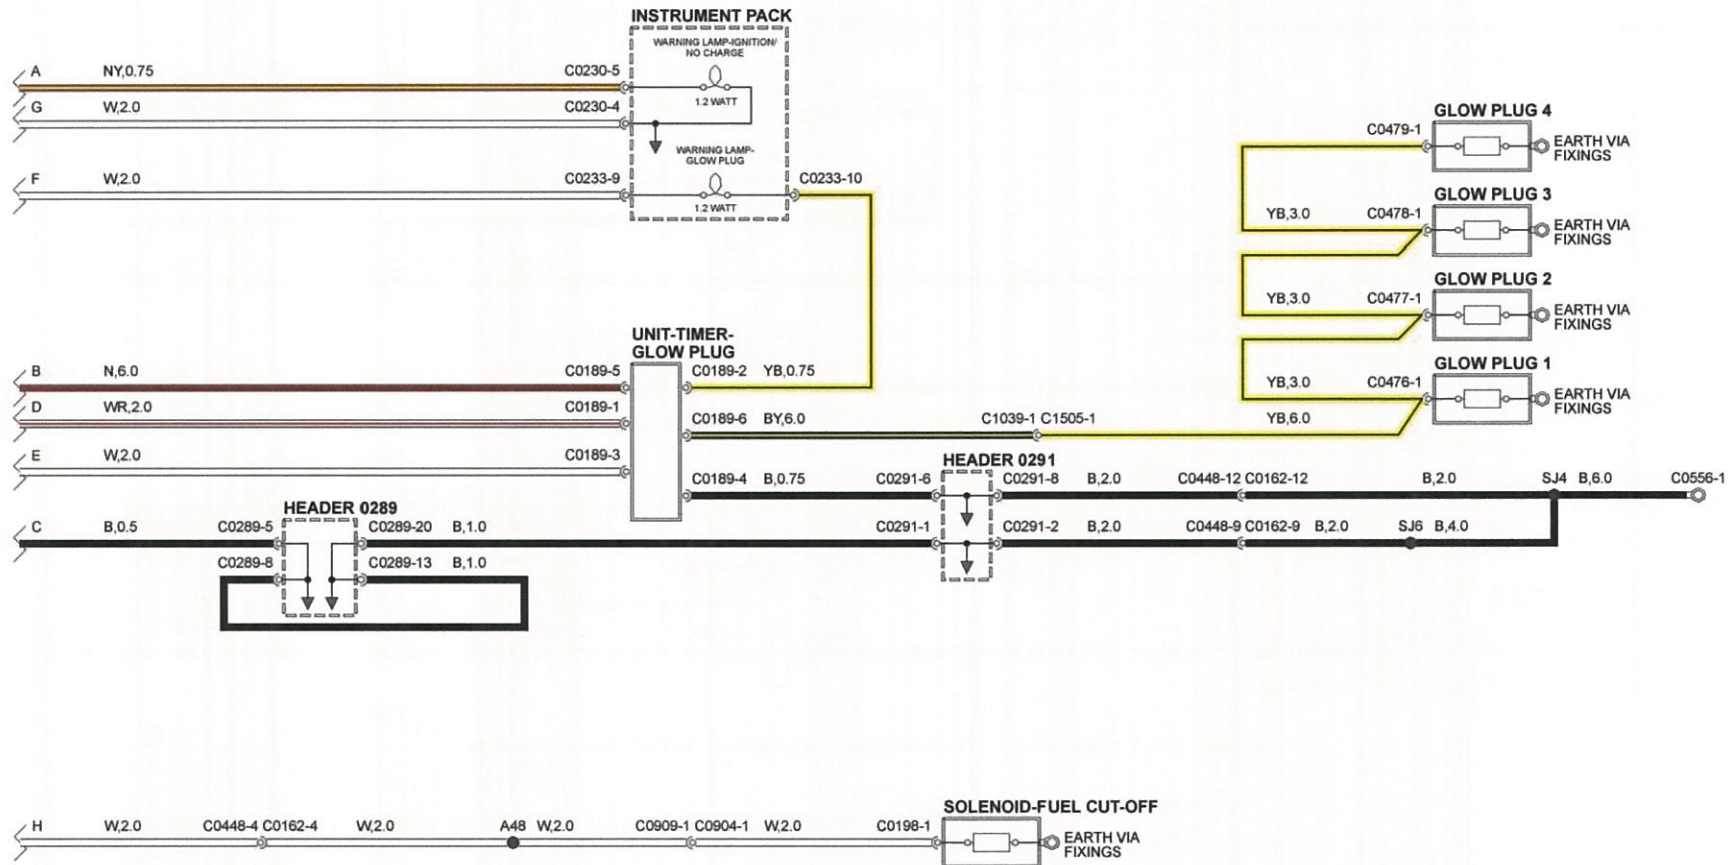 INSTRUMENT PACK
WARNING LAMP-IGNITION/
NO CHARGE
A NY,0.75 C0230-5
1.2 WATT
G W,2.0 C0230-4
WARNING LAMP-
GLOW PLUG
F W,2.0 C0233-9 C0233-10
1.2 WATT
GLOW PLUG 4
C0479-1
EARTH VIA
FIXINGS
GLOW PLUG 3
YB,3.0 C0478-1
EARTH VIA
FIXINGS
GLOW PLUG 2
YB,3.0 C0477-1
EARTH VIA
FIXINGS
GLOW PLUG 1
YB,3.0 C0476-1
EARTH VIA
FIXINGS
YB,6.0
UNIT-TIMER-
GLOW PLUG
B N,6.0 C0189-5 C0189-2 YB,0.75
D WR,2.0 C0189-1
C0189-6 BY,6.0 C1039-1 C1505-1
E W,2.0 C0189-3
HEADER 0291
C0189-4 B,0.75 C0291-6 C0291-8 B,2.0 C0448-12 C0162-12 B,2.0 SJ4 B,6.0 C0556-1
HEADER 0289
C B,0.5 C0289-5 C0289-20 B,1.0 C0291-1 C0291-2 B,2.0 C0448-9 C0162-9 B,2.0 SJ6 B,4.0
C0289-8 C0289-13 B,1.0
SOLENOID-FUEL CUT-OFF
H W,2.0 C0448-4 C0162-4 W,2.0 A48 W,2.0 C0909-1 C0904-1 W,2.0 C0198-1
EARTH VIA
FIXINGS